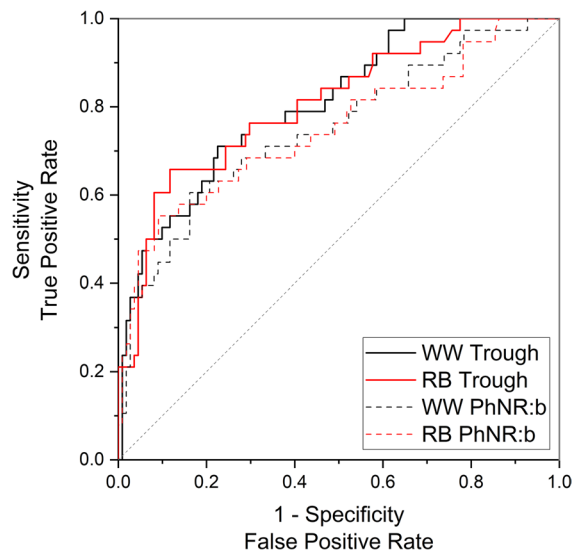 1.0
0.8
0.6
0.4
0.2
0.0
Sensitivity
True Positive Rate
WW Trough
RB Trough
WW PhNR:b
RB PhNR:b
0.0 0.2 0.4 0.6 0.8 1.0
1 - Specificity
False Positive Rate